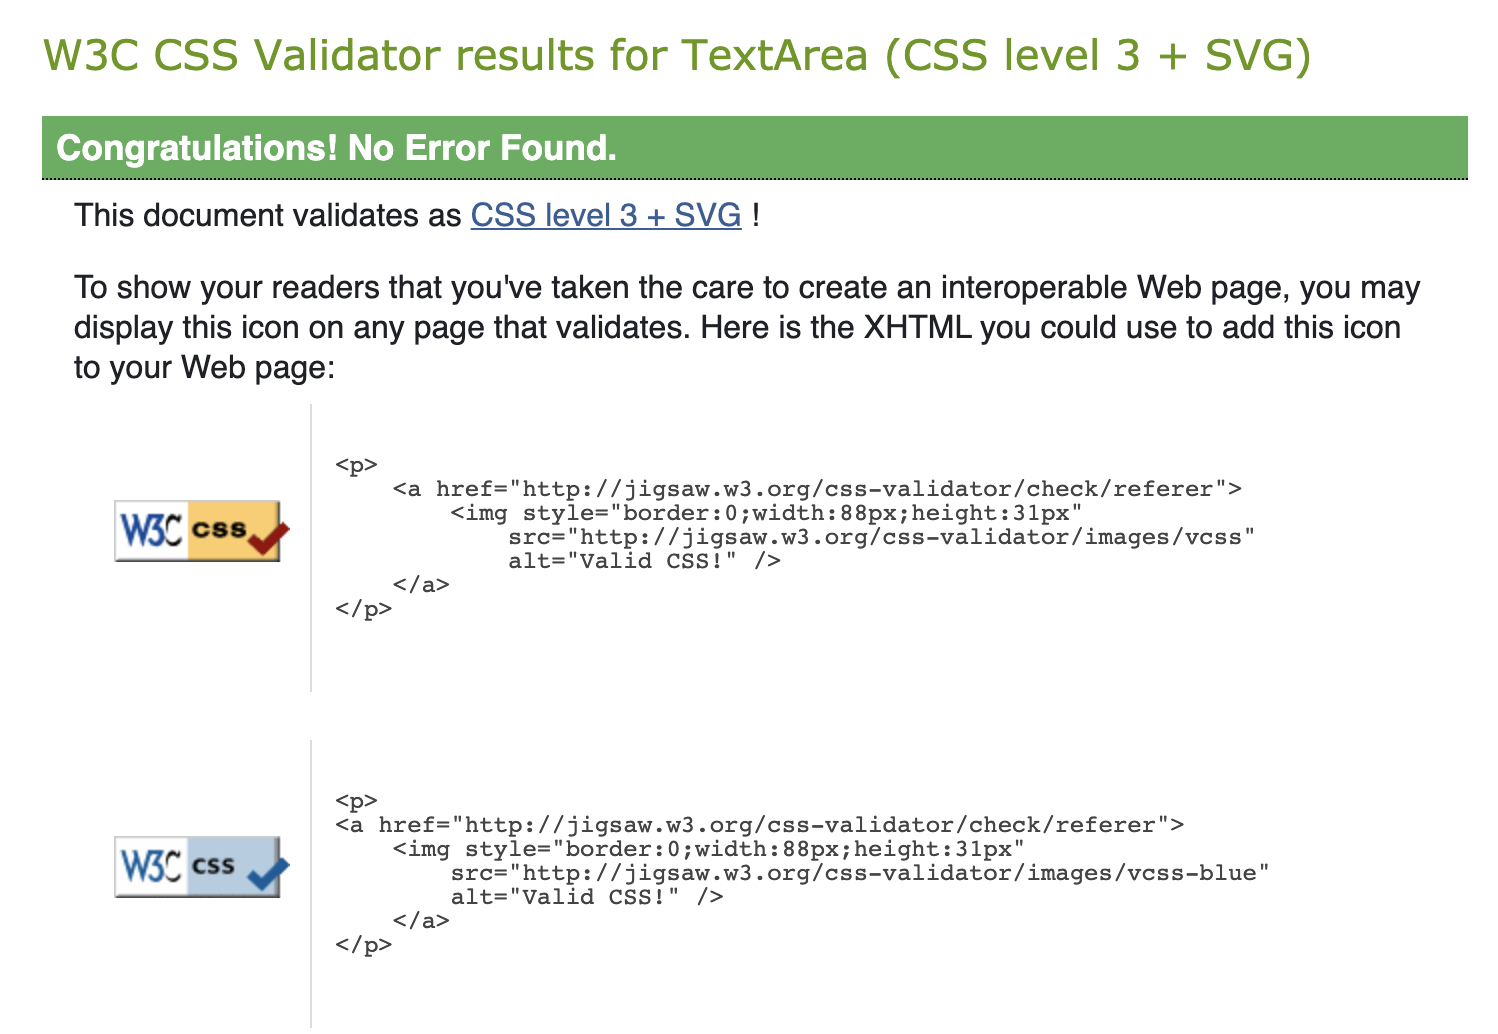 W3C CSS Validator results for TextArea (CSS level 3 + SVG)
Congratulations! No Error Found.
This document validates as CSS level 3 + SVG !
To show your readers that you've taken the care to create an interoperable Web page, you may
display this icon on any page that validates. Here is the XHTML you could use to add this icon
to your Web page:
W3C css
<p>
    <a href="http://jigsaw.w3.org/css-validator/check/referer">
        <img style="border:0;width:88px;height:31px"
            src="http://jigsaw.w3.org/css-validator/images/vcss"
            alt="Valid CSS!" />
    </a>
</p>
W3C css
<p>
<a href="http://jigsaw.w3.org/css-validator/check/referer">
    <img style="border:0;width:88px;height:31px"
        src="http://jigsaw.w3.org/css-validator/images/vcss-blue"
        alt="Valid CSS!" />
    </a>
</p>